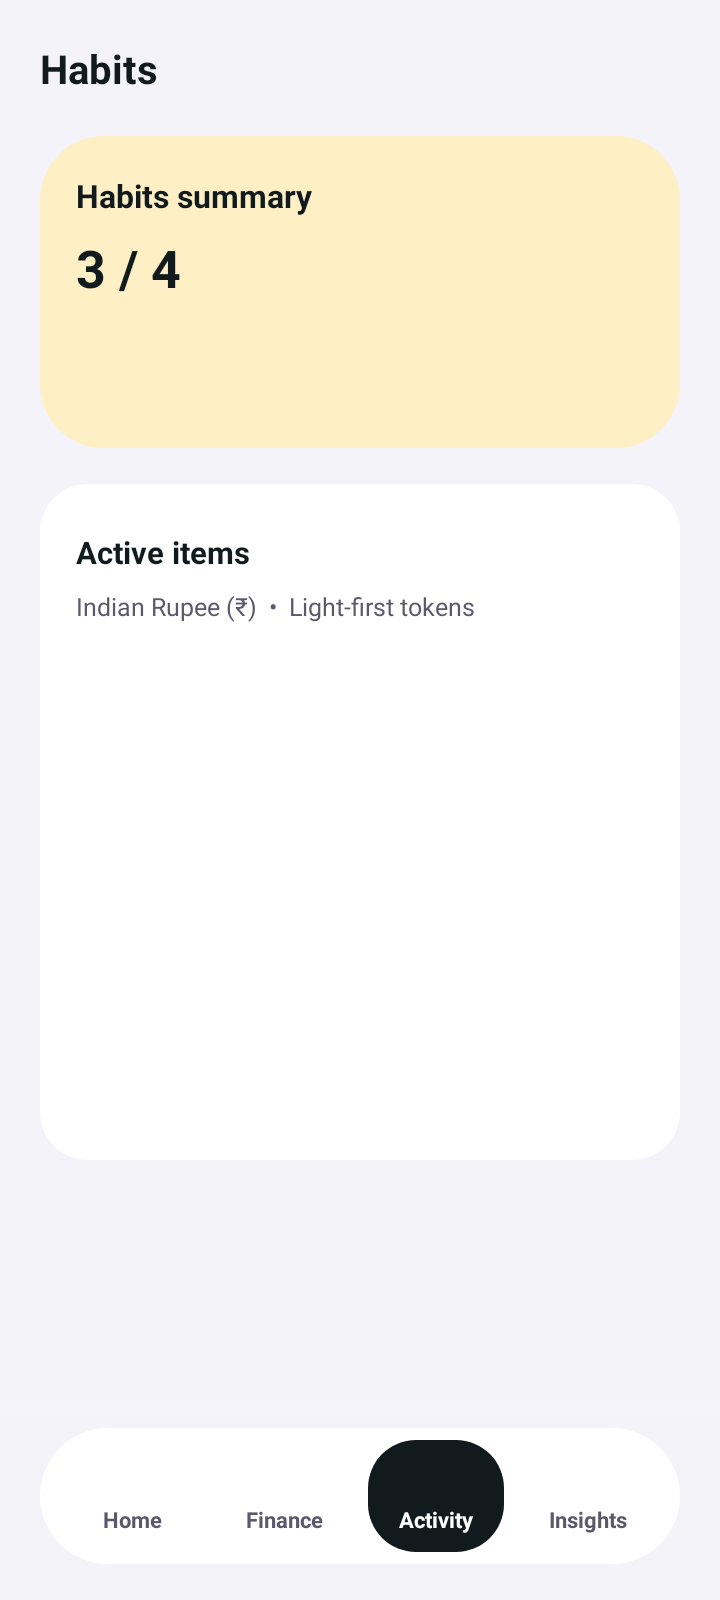 Habits
Habits summary
3 / 4
Active items
Indian Rupee (₹) • Light-first tokens
Home Finance Activity Insights